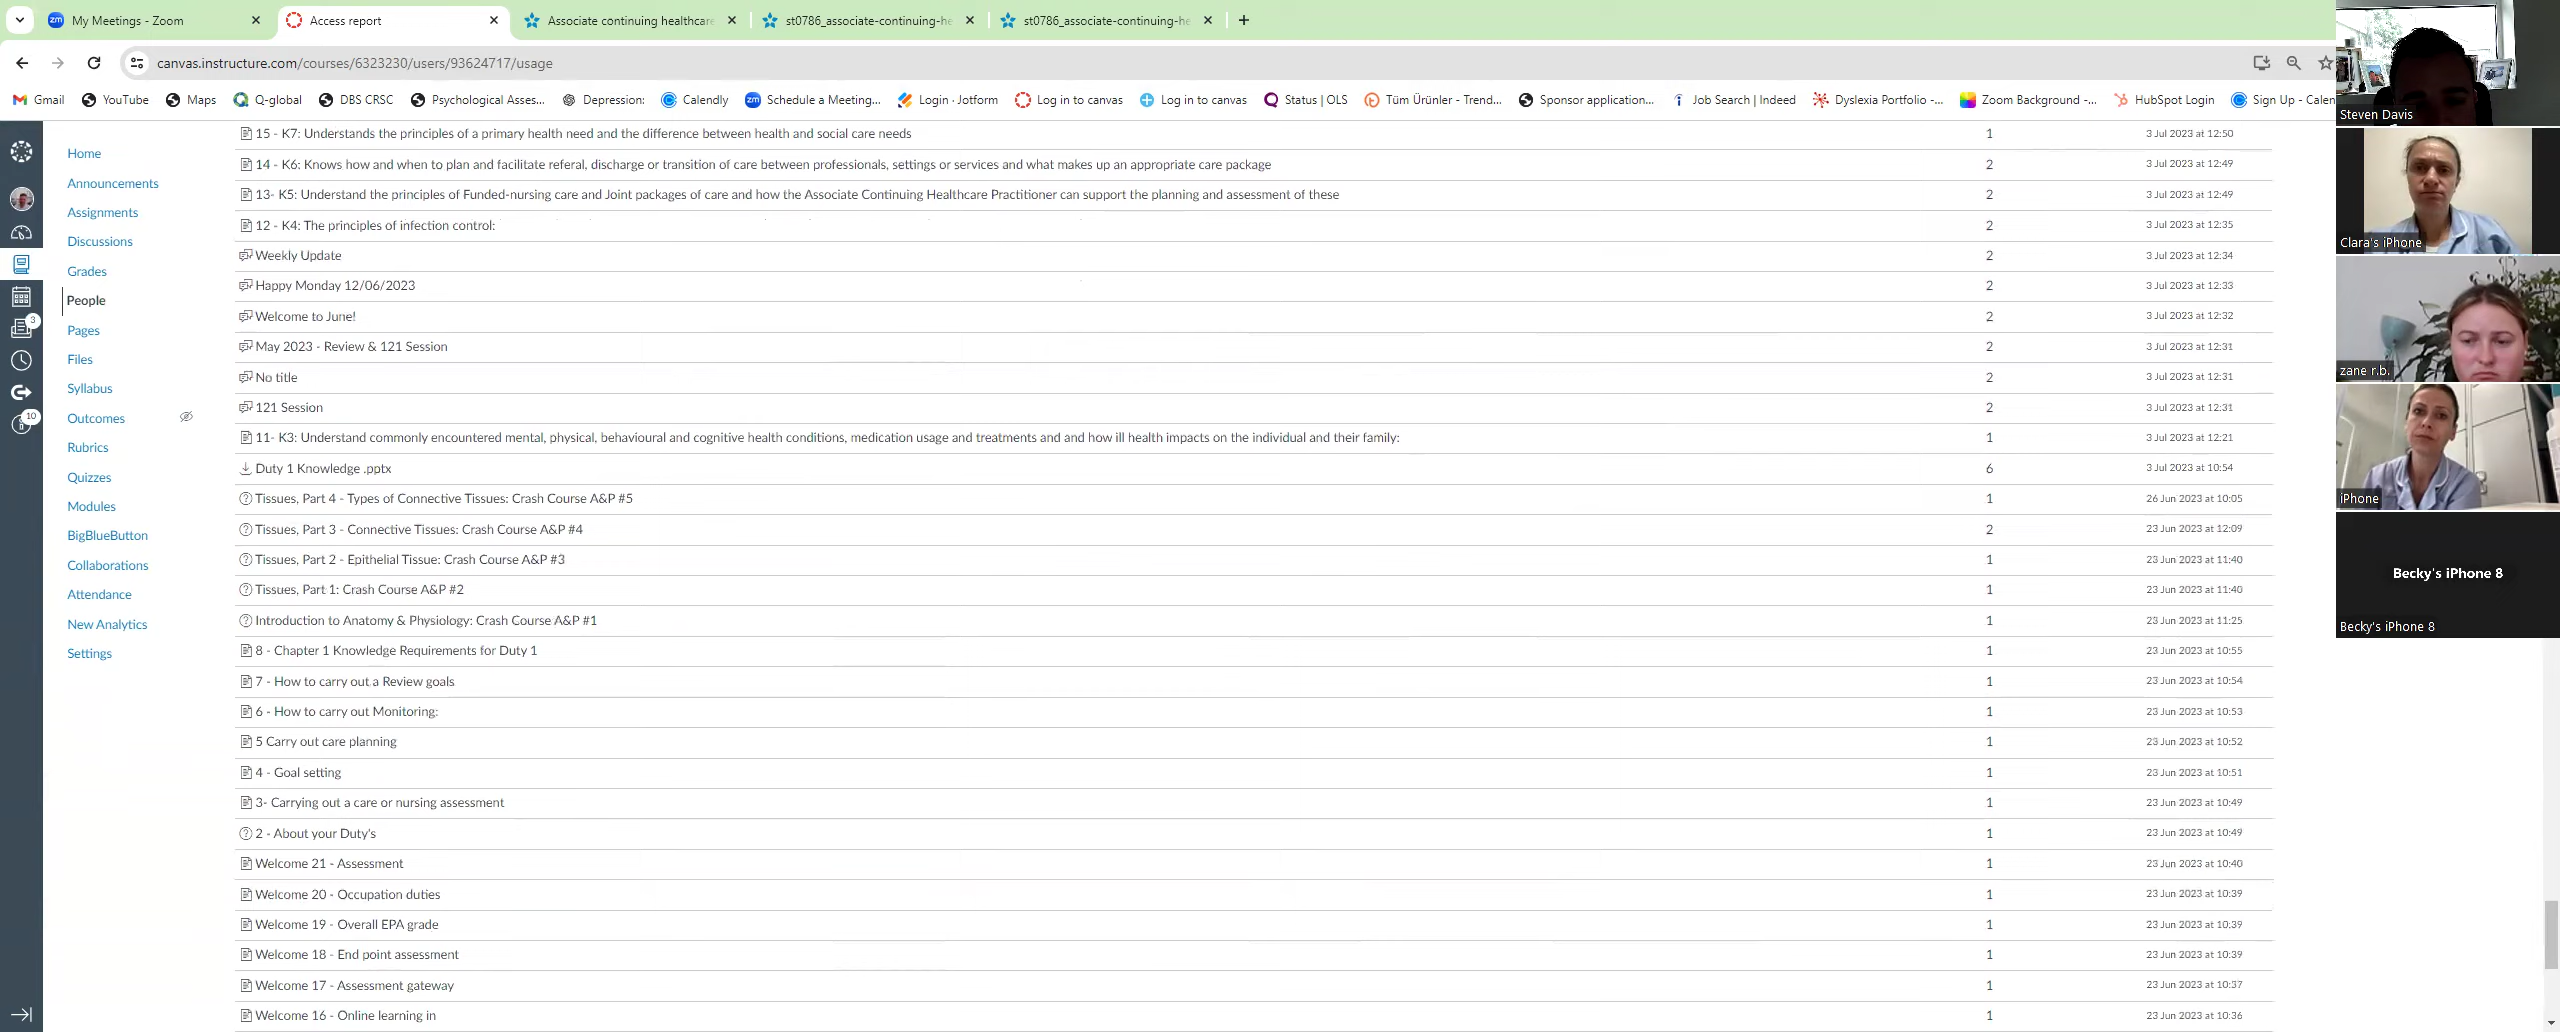 My Meetings - Zoom
Access report
Associate continuing healthcare
st0786_associate-continuing-he
st0786_associate-continuing-he
canvas.instructure.com/courses/6323230/users/93624717/usage
Gmail
YouTube
Maps
Q-global
DBS CRSC
Psychological Asses...
Depression:
Calendly
Schedule a Meeting...
Login · Jotform
Log in to canvas
Log in to canvas
Status | OLS
Tüm Ürünler - Trend...
Sponsor application...
Job Search | Indeed
Dyslexia Portfolio -...
Zoom Background -...
HubSpot Login
Sign Up - Calen
Home
Announcements
Assignments
Discussions
Grades
People
Pages
Files
Syllabus
Outcomes
Rubrics
Quizzes
Modules
BigBlueButton
Collaborations
Attendance
New Analytics
Settings
3
10
15 - K7: Understands the principles of a primary health need and the difference between health and social care needs 1 3 Jul 2023 at 12:50
14 - K6: Knows how and when to plan and facilitate referal, discharge or transition of care between professionals, settings or services and what makes up an appropriate care package 2 3 Jul 2023 at 12:49
13- K5: Understand the principles of Funded-nursing care and Joint packages of care and how the Associate Continuing Healthcare Practitioner can support the planning and assessment of these 2 3 Jul 2023 at 12:49
12 - K4: The principles of infection control: 2 3 Jul 2023 at 12:35
Weekly Update 2 3 Jul 2023 at 12:34
Happy Monday 12/06/2023 2 3 Jul 2023 at 12:33
Welcome to June! 2 3 Jul 2023 at 12:32
May 2023 - Review & 121 Session 2 3 Jul 2023 at 12:31
No title 2 3 Jul 2023 at 12:31
121 Session 2 3 Jul 2023 at 12:31
11- K3: Understand commonly encountered mental, physical, behavioural and cognitive health conditions, medication usage and treatments and and how ill health impacts on the individual and their family: 1 3 Jul 2023 at 12:21
Duty 1 Knowledge .pptx 6 3 Jul 2023 at 10:54
Tissues, Part 4 - Types of Connective Tissues: Crash Course A&P #5 1 26 Jun 2023 at 10:05
Tissues, Part 3 - Connective Tissues: Crash Course A&P #4 2 23 Jun 2023 at 12:09
Tissues, Part 2 - Epithelial Tissue: Crash Course A&P #3 1 23 Jun 2023 at 11:40
Tissues, Part 1: Crash Course A&P #2 1 23 Jun 2023 at 11:40
Introduction to Anatomy & Physiology: Crash Course A&P #1 1 23 Jun 2023 at 11:25
8 - Chapter 1 Knowledge Requirements for Duty 1 1 23 Jun 2023 at 10:55
7 - How to carry out a Review goals 1 23 Jun 2023 at 10:54
6 - How to carry out Monitoring: 1 23 Jun 2023 at 10:53
5 Carry out care planning 1 23 Jun 2023 at 10:52
4 - Goal setting 1 23 Jun 2023 at 10:51
3- Carrying out a care or nursing assessment 1 23 Jun 2023 at 10:49
2 - About your Duty's 1 23 Jun 2023 at 10:49
Welcome 21 - Assessment 1 23 Jun 2023 at 10:40
Welcome 20 - Occupation duties 1 23 Jun 2023 at 10:39
Welcome 19 - Overall EPA grade 1 23 Jun 2023 at 10:39
Welcome 18 - End point assessment 1 23 Jun 2023 at 10:39
Welcome 17 - Assessment gateway 1 23 Jun 2023 at 10:37
Welcome 16 - Online learning in 1 23 Jun 2023 at 10:36
Steven Davis
Clara's iPhone
zane r.b.
iPhone
Becky's iPhone 8
Becky's iPhone 8